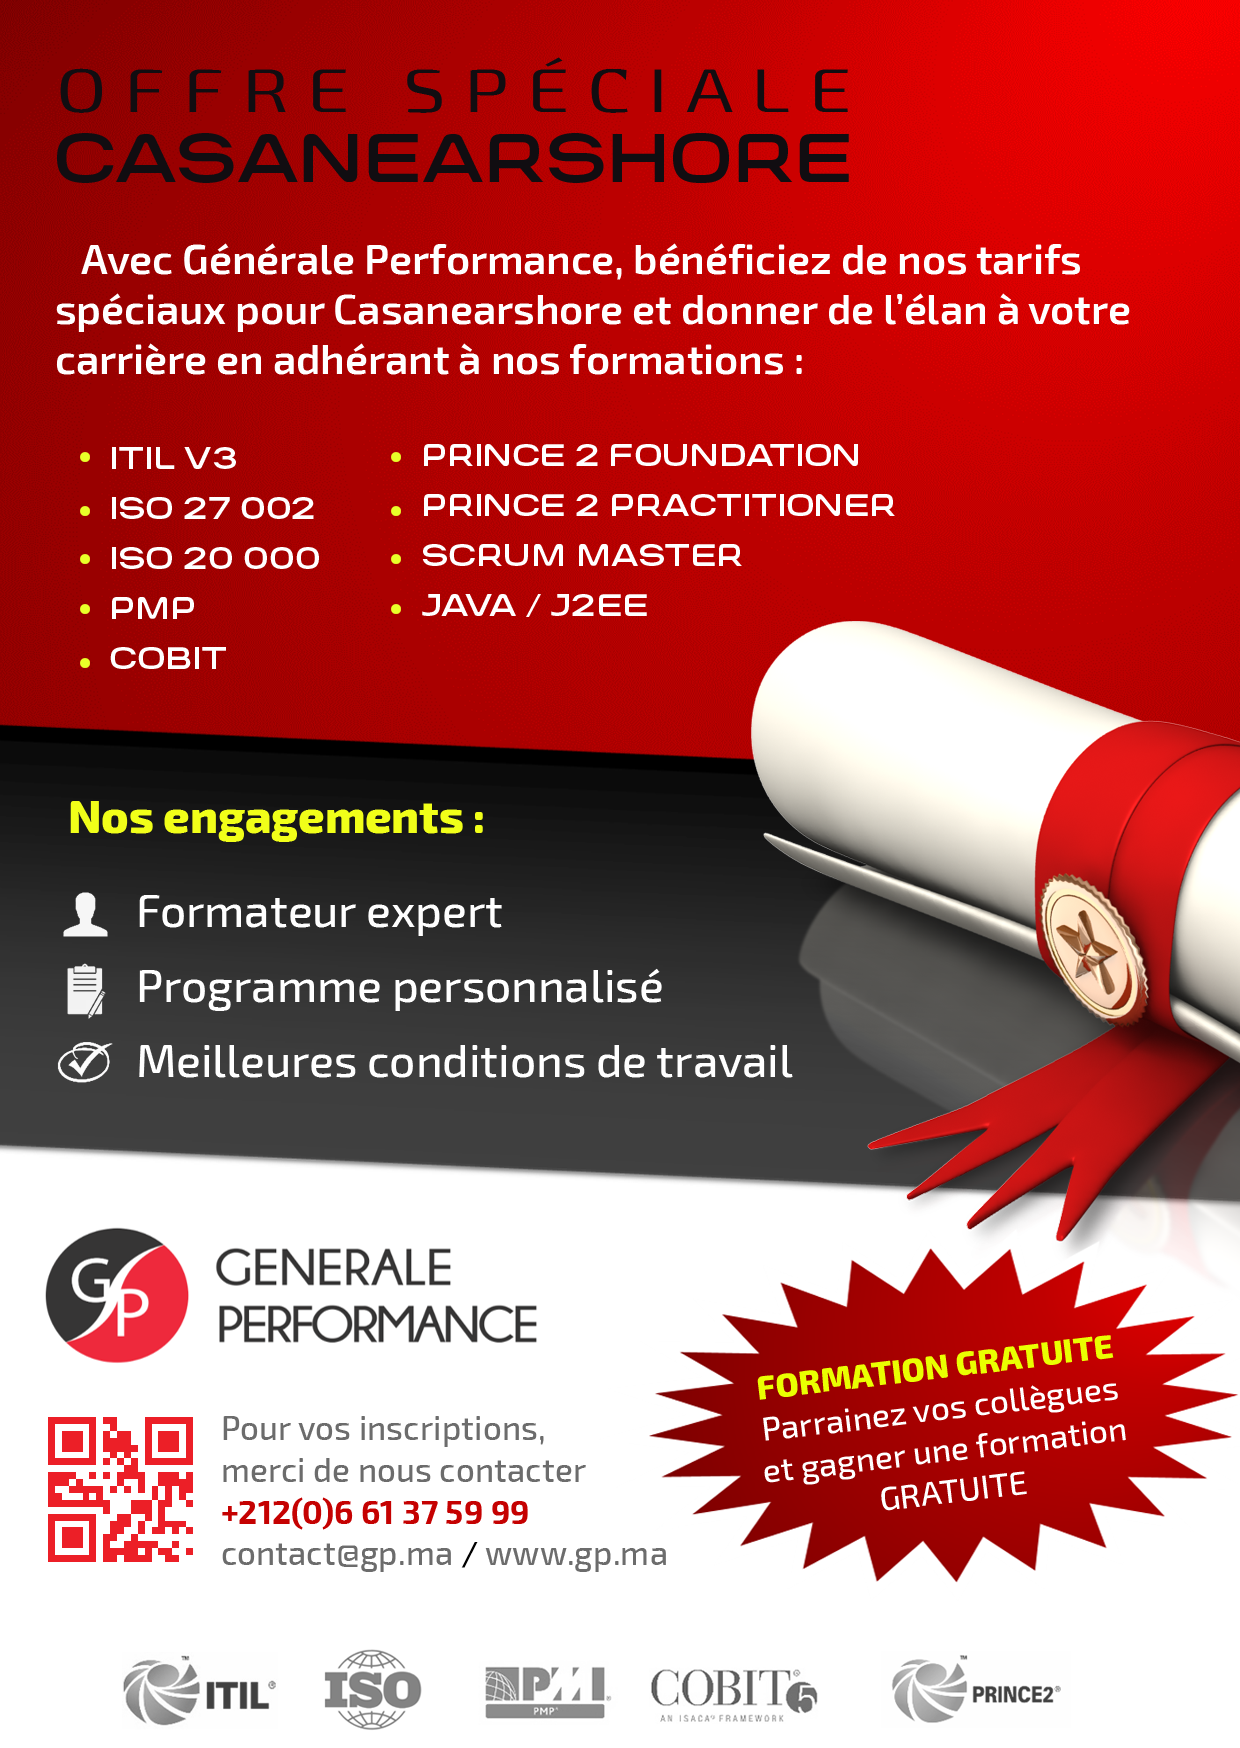 OFFRE SPÉCIALE
CASANEARSHORE
Avec Générale Performance, bénéficiez de nos tarifs
spéciaux pour Casanearshore et donner de l’élan à votre
carrière en adhérant à nos formations :
• ITIL V3
• ISO 27 002
• ISO 20 000
• PMP
• COBIT
• PRINCE 2 FOUNDATION
• PRINCE 2 PRACTITIONER
• SCRUM MASTER
• JAVA / J2EE
Nos engagements :
Formateur expert
Programme personnalisé
Meilleures conditions de travail
GP
GENERALE
PERFORMANCE
Pour vos inscriptions,
merci de nous contacter
+212(0)6 61 37 59 99
contact@gp.ma / www.gp.ma
FORMATION GRATUITE
Parrainez vos collègues
et gagner une formation
GRATUITE
™ ITIL®
ISO
PMI®
PMP®
COBIT® 5
AN ISACA® FRAMEWORK
™ PRINCE2®